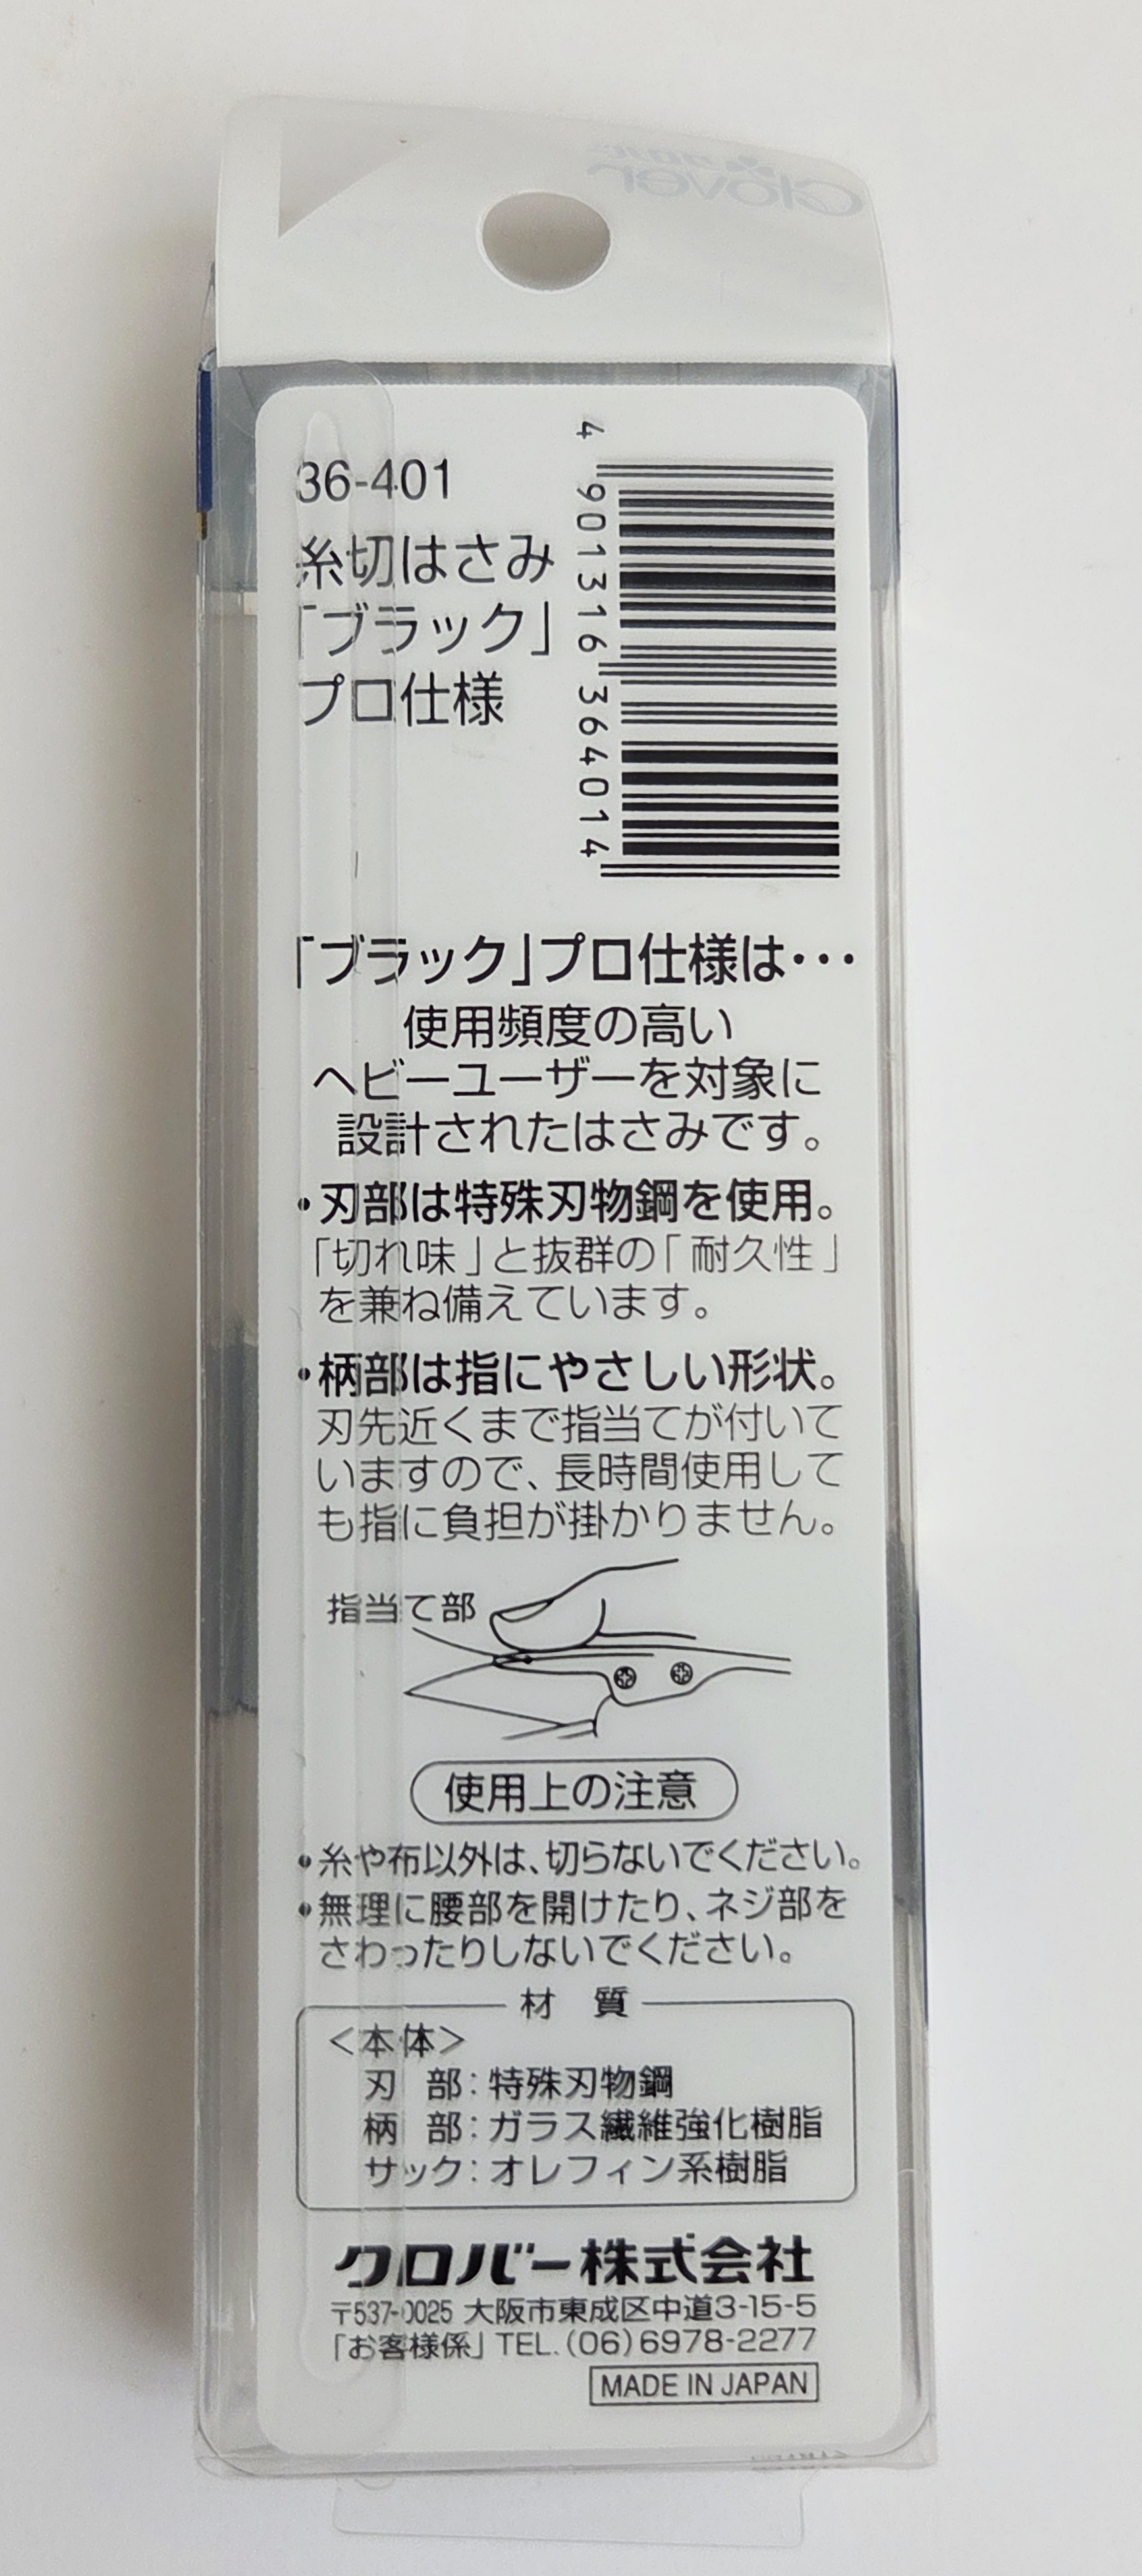 Clover
36-401
糸切はさみ
「ブラック」
プロ仕様
4 901316 364014
「ブラック」プロ仕様は･･･
使用頻度の高い
ヘビーユーザーを対象に
設計されたはさみです。
・刃部は特殊刃物鋼を使用。
「切れ味」と抜群の「耐久性」
を兼ね備えています。
・柄部は指にやさしい形状。
刃先近くまで指当てが付いて
いますので、長時間使用して
も指に負担が掛かりません。
指当て部
使用上の注意
・糸や布以外は、切らないでください。
・無理に腰部を開けたり、ネジ部を
さわったりしないでください。
材 質
<本体>
刃 部:特殊刃物鋼
柄 部:ガラス繊維強化樹脂
サック:オレフィン系樹脂
クロバー株式会社
〒537-0025 大阪市東成区中道3-15-5
「お客様係」TEL.(06)6978-2277
MADE IN JAPAN